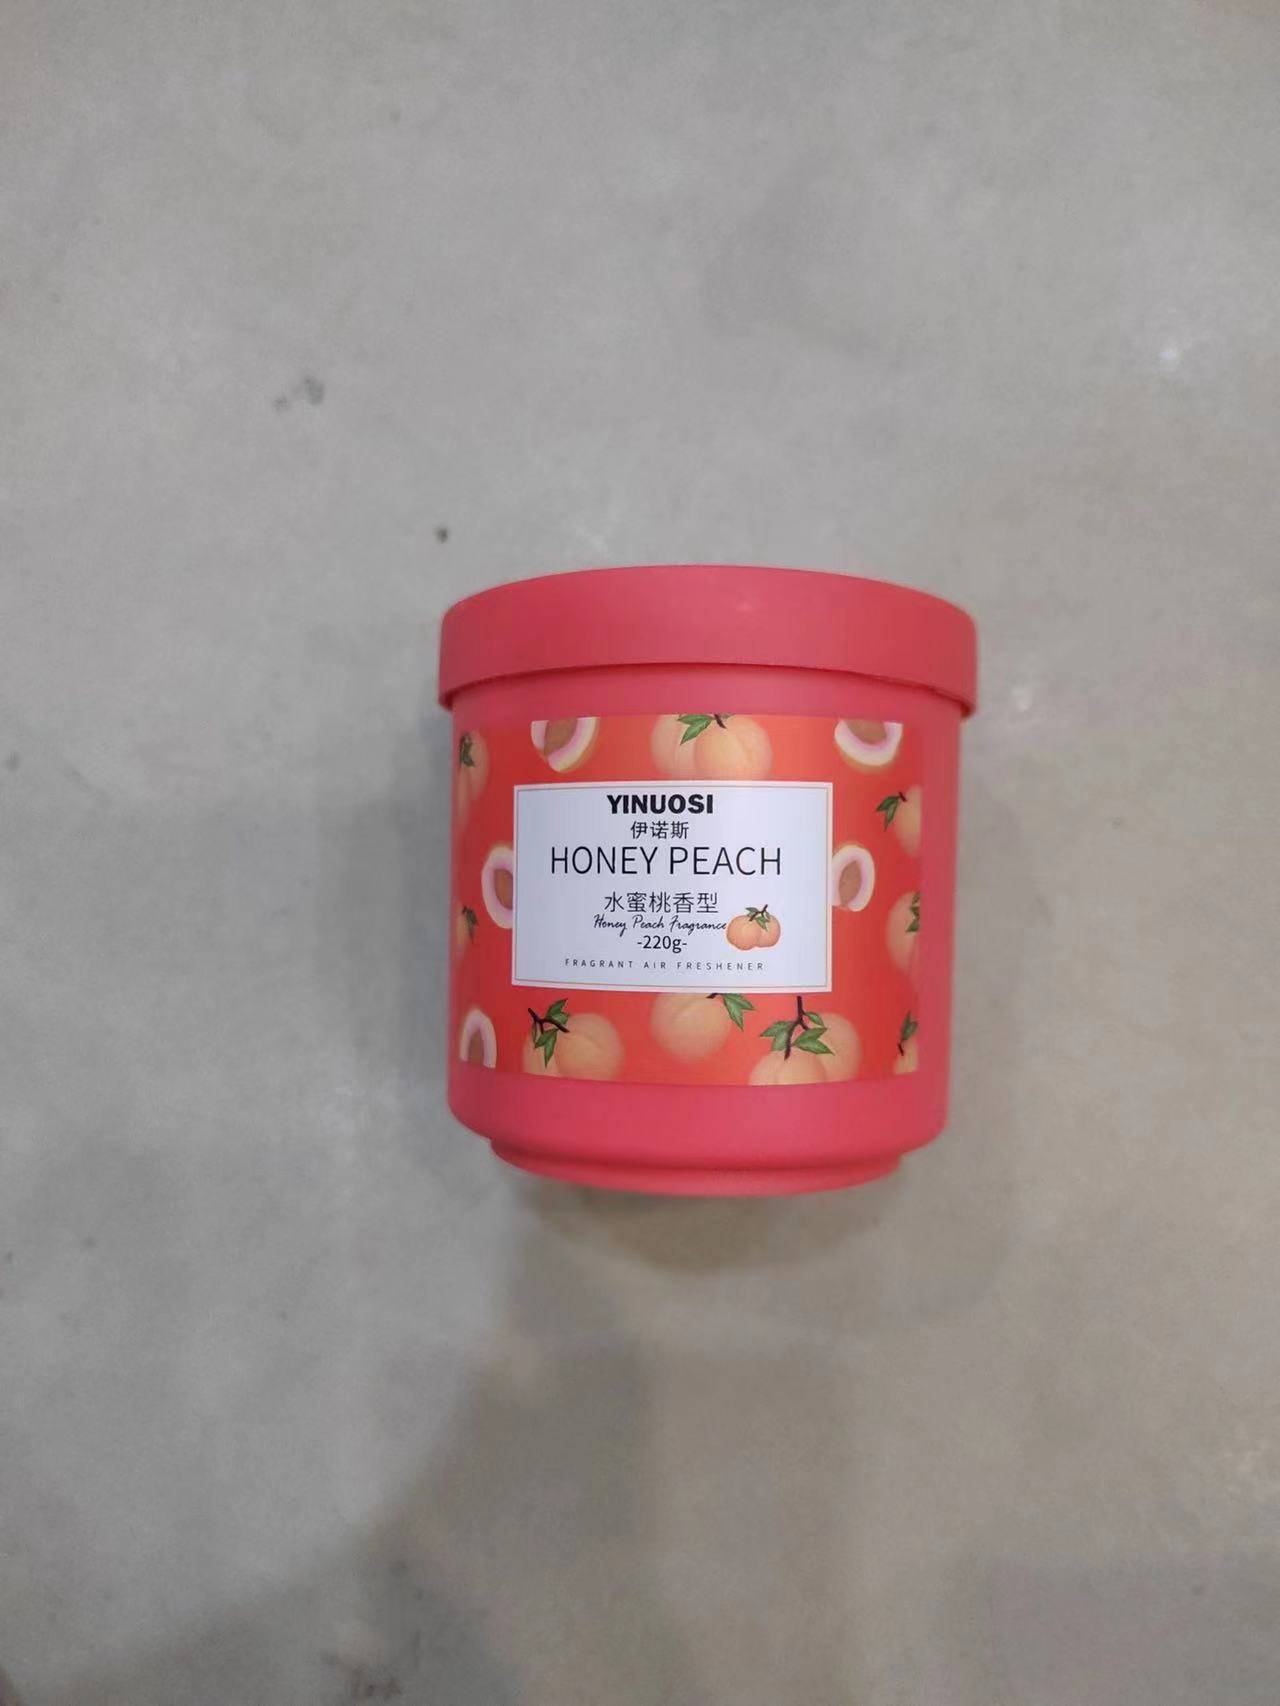 YINUOSI
伊诺斯
HONEY PEACH
水蜜桃香型
Honey Peach Fragrance
-220g-
FRAGRANT AIR FRESHENER